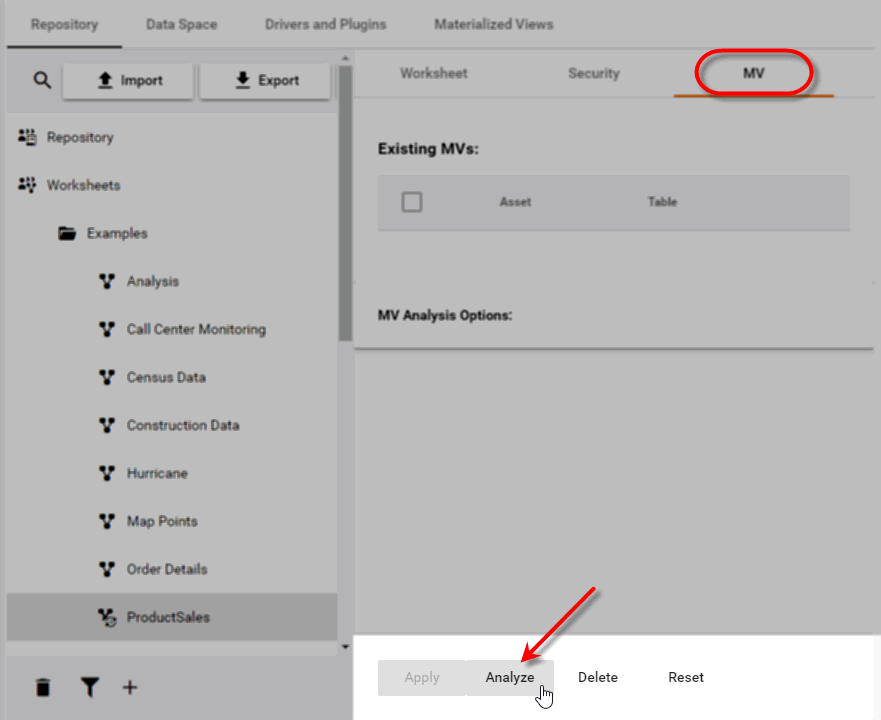 Repository Data Space Drivers and Plugins Materialized Views
Import Export
Repository
Worksheets
Examples
Analysis
Call Center Monitoring
Census Data
Construction Data
Hurricane
Map Points
Order Details
ProductSales
Worksheet Security MV
Existing MVs:
Asset Table
MV Analysis Options:
Apply Analyze Delete Reset